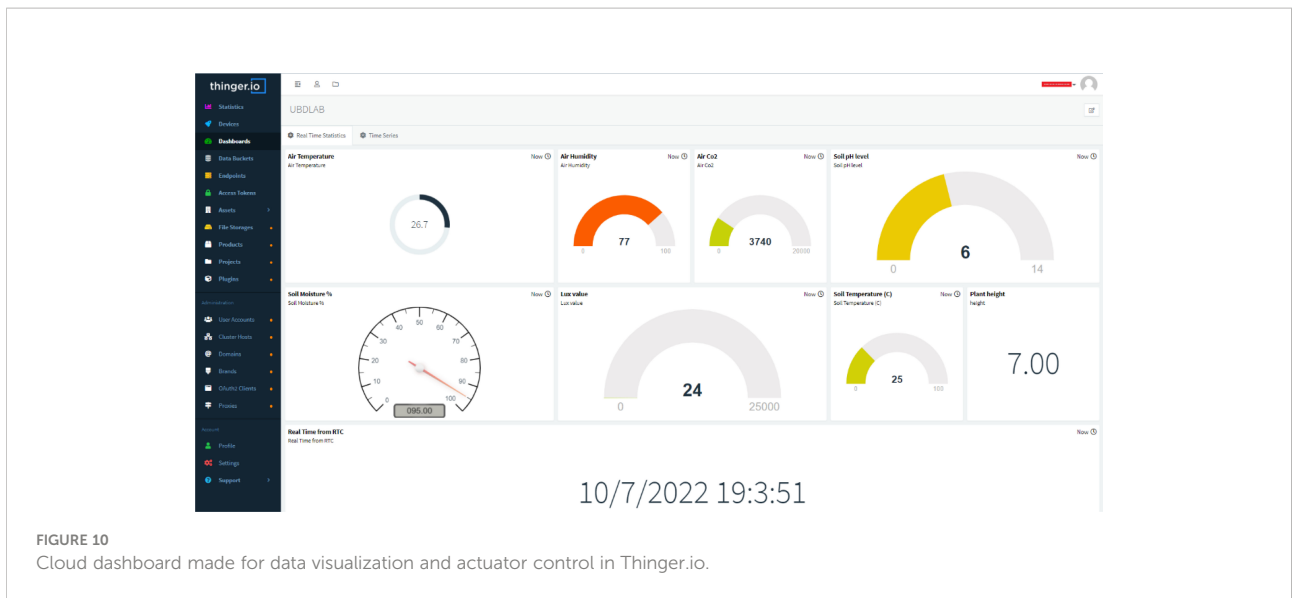 thinger.io
Statistics
Devices
Dashboards
Data Buckets
Endpoints
Access Tokens
Assets
File Storages
Products
Projects
Plugins
Administration
User Accounts
Cluster Hosts
Domains
Brands
OAuth2 Clients
Proxies
Account
Profile
Settings
Support
UBDLAB
Real Time Statistics Time Series
Air Temperature Now
Air Temperature
26.7
Air Humidity Now
Air Humidity
77
0 100
Air Co2 Now
Air Co2
3740
0 20000
Soil pH level Now
Soil pH level
6
0 14
Soil Moisture % Now
Soil Moisture %
0 10 20 30 40 50 60 70 80 90 100
095.00
Lux value Now
Lux value
24
0 25000
Soil Temperature (C) Now
Soil Temperature (C)
25
0 100
Plant height
height
7.00
Real Time from RTC Now
Real Time from RTC
10/7/2022 19:3:51
FIGURE 10
Cloud dashboard made for data visualization and actuator control in Thinger.io.